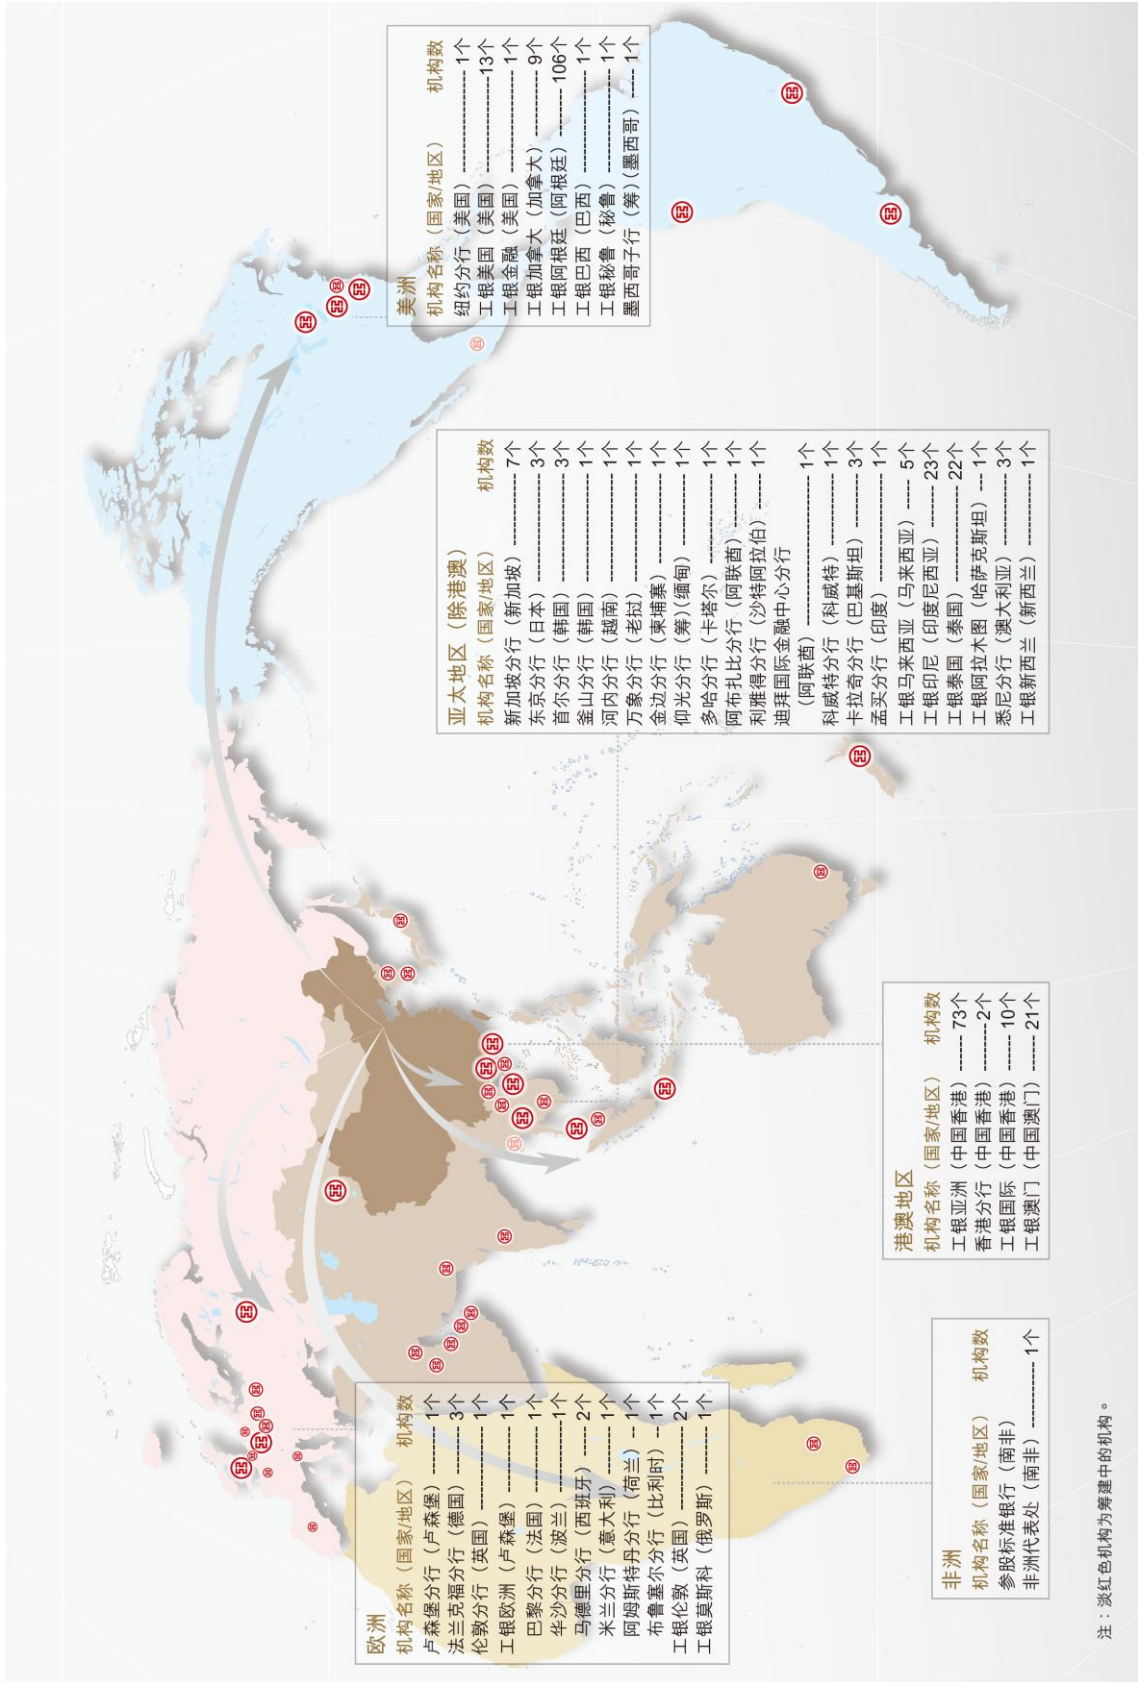 美洲
机构名称（国家/地区） 机构数
纽约分行（美国）----------------1个
工银美国（美国）----------------13个
工银金融（美国）----------------1个
工银加拿大（加拿大）-----------9个
工银阿根廷（阿根廷）-----------106个
工银巴西（巴西）----------------1个
工银秘鲁（秘鲁）----------------1个
墨西哥子行（筹）（墨西哥）----1个
亚太地区（除港澳）
机构名称（国家/地区） 机构数
新加坡分行（新加坡）-----------7个
东京分行（日本）----------------3个
首尔分行（韩国）----------------3个
釜山分行（韩国）----------------1个
河内分行（越南）----------------1个
万象分行（老挝）----------------1个
金边分行（柬埔寨）-------------1个
仰光分行（筹）（缅甸）---------1个
多哈分行（卡塔尔）-------------1个
阿布扎比分行（阿联酋）--------1个
利雅得分行（沙特阿拉伯）------1个
迪拜国际金融中心分行
（阿联酋）-----------------------1个
科威特分行（科威特）-----------1个
卡拉奇分行（巴基斯坦）--------3个
孟买分行（印度）----------------1个
工银马来西亚（马来西亚）-----5个
工银印尼（印度尼西亚）-------23个
工银泰国（泰国）---------------22个
工银阿拉木图（哈萨克斯坦）---1个
悉尼分行（澳大利亚）-----------3个
工银新西兰（新西兰）-----------1个
港澳地区
机构名称（国家/地区） 机构数
工银亚洲（中国香港）------73个
香港分行（中国香港）-------2个
工银国际（中国香港）------10个
工银澳门（中国澳门）------21个
欧洲
机构名称（国家/地区） 机构数
卢森堡分行（卢森堡）--------1个
法兰克福分行（德国）--------3个
伦敦分行（英国）-------------1个
工银欧洲（卢森堡）----------1个
巴黎分行（法国）-------------1个
华沙分行（波兰）-------------1个
马德里分行（西班牙）-------2个
米兰分行（意大利）----------1个
阿姆斯特丹分行（荷兰）----1个
布鲁塞尔分行（比利时）----1个
工银伦敦（英国）-------------2个
工银莫斯科（俄罗斯）-------1个
非洲
机构名称（国家/地区） 机构数
参股标准银行（南非）
非洲代表处（南非）-----------1个
注：淡红色机构为筹建中的机构。